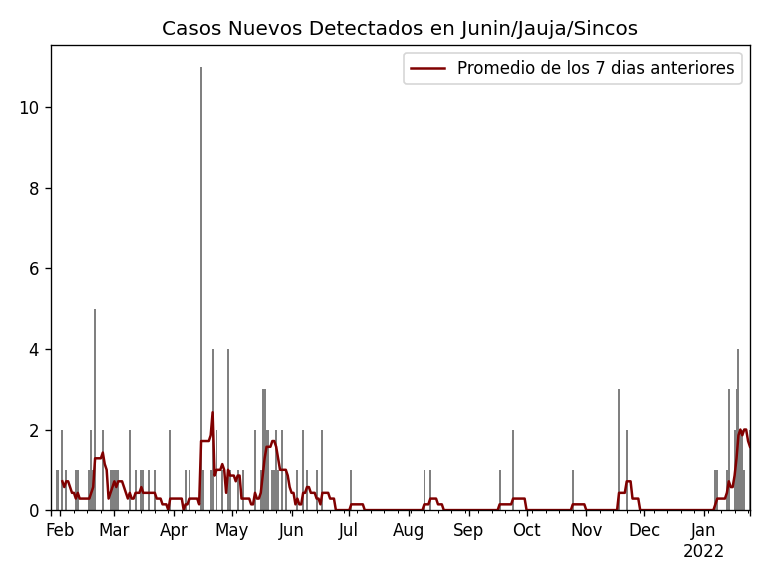 Casos Nuevos Detectados en Junin/Jauja/Sincos
Promedio de los 7 dias anteriores
10
8
6
4
2
0
Feb Mar Apr May Jun Jul Aug Sep Oct Nov Dec Jan
2022